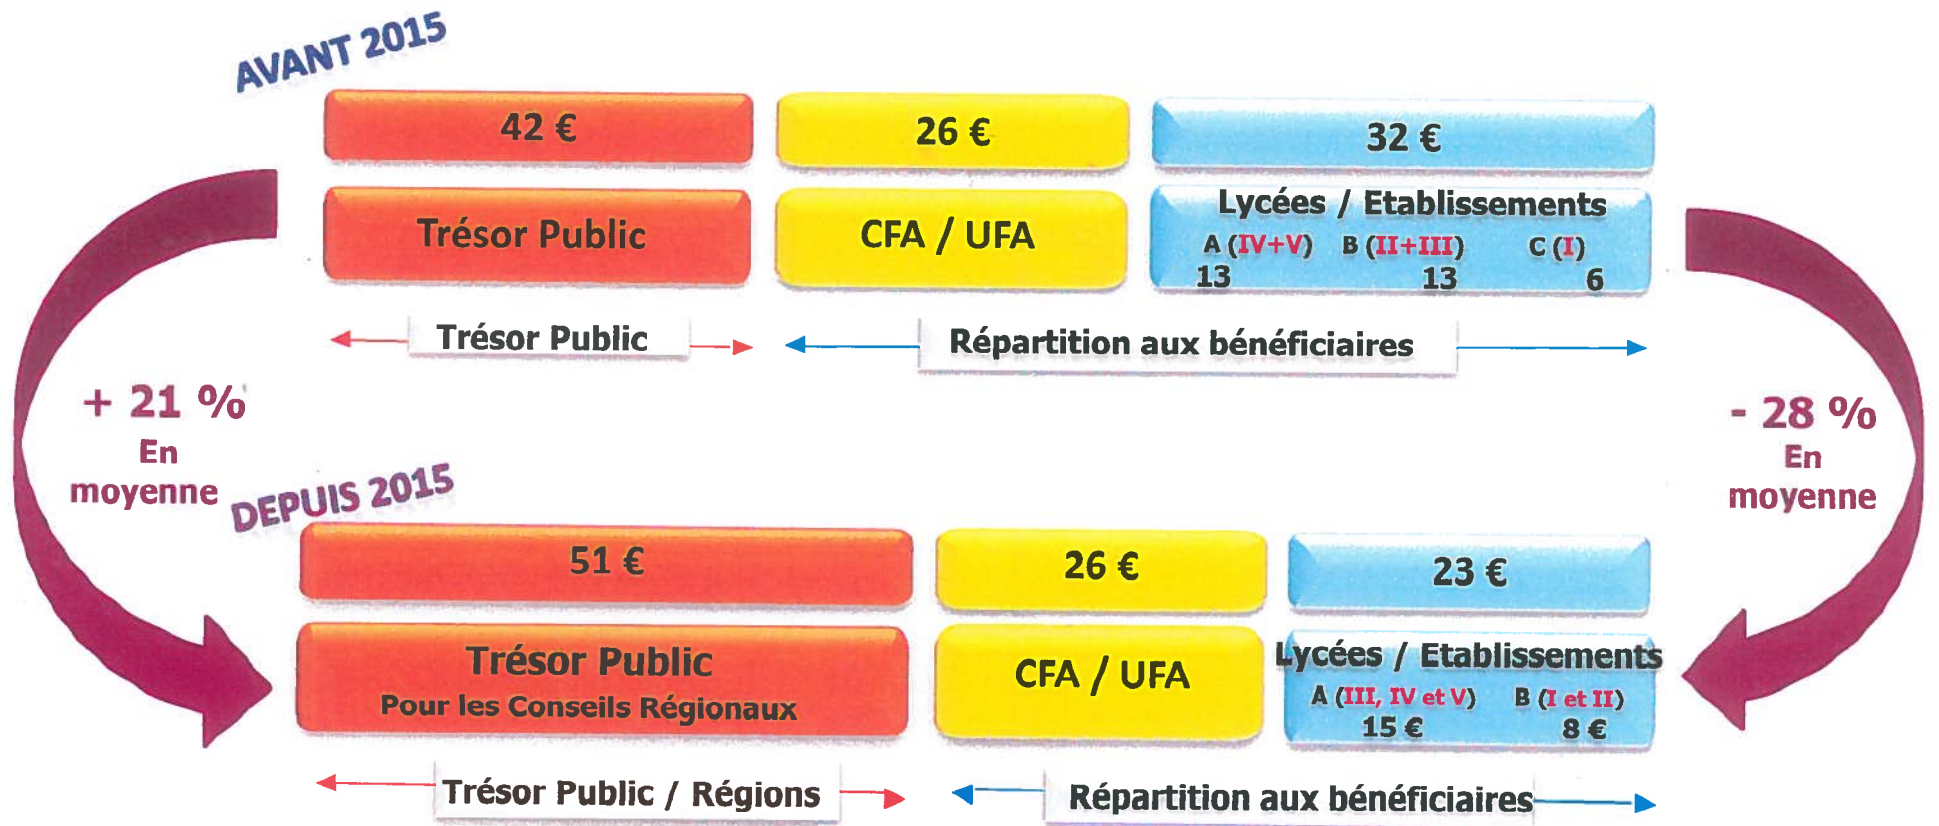 AVANT 2015
42 €
26 €
32 €
Trésor Public
CFA / UFA
Lycées / Etablissements
A (IV+V) B (II+III) C (I)
13 13 6
Trésor Public
Répartition aux bénéficiaires
+ 21 %
En
moyenne
- 28 %
En
moyenne
DEPUIS 2015
51 €
26 €
23 €
Trésor Public
Pour les Conseils Régionaux
CFA / UFA
Lycées / Etablissements
A (III, IV et V) B (I et II)
15 € 8 €
Trésor Public / Régions
Répartition aux bénéficiaires